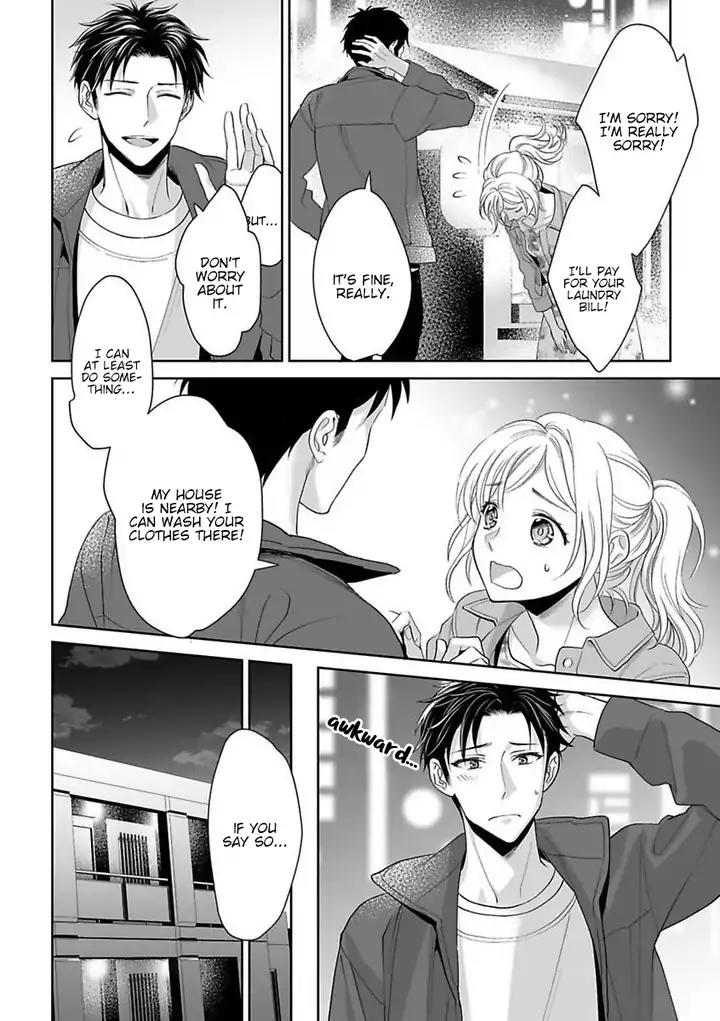 I'M SORRY!
I'M REALLY
SORRY!
I'LL PAY
FOR YOUR
LAUNDRY
BILL!
IT'S FINE,
REALLY.
BUT...
DON'T
WORRY
ABOUT
IT.
I CAN
AT LEAST
DO SOME-
THING...
MY HOUSE
IS NEARBY! I
CAN WASH YOUR
CLOTHES THERE!
awkward...
IF YOU
SAY SO...